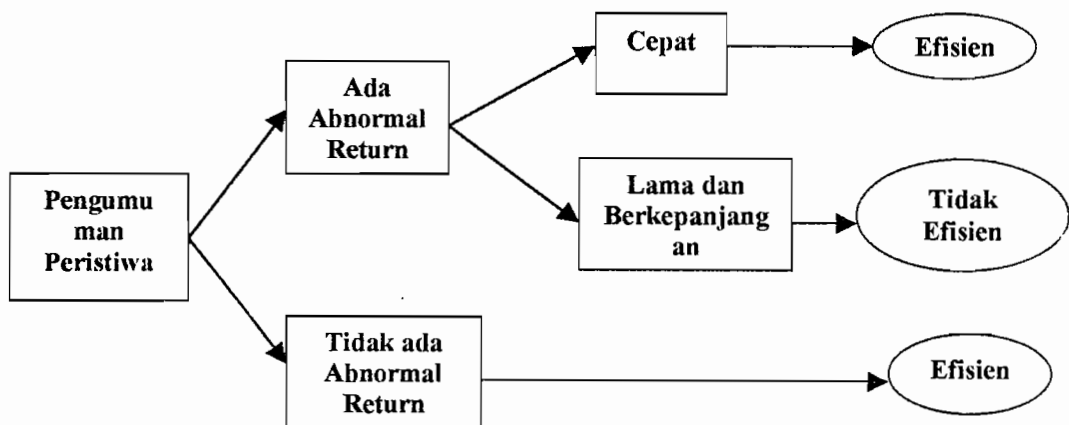 Cepat
Efisien
Ada
Abnormal
Return
Lama dan
Berkepanjang
an
Tidak
Efisien
Pengumu
man
Peristiwa
Tidak ada
Abnormal
Return
Efisien